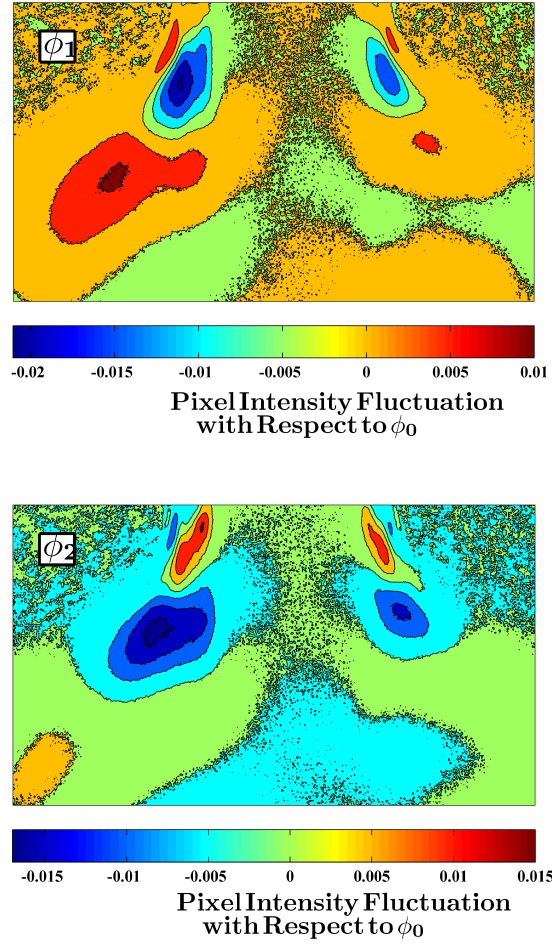 ϕ1
-0.02 -0.015 -0.01 -0.005 0 0.005 0.01
Pixel Intensity Fluctuation
with Respect to ϕ0
ϕ2
-0.015 -0.01 -0.005 0 0.005 0.01 0.015
Pixel Intensity Fluctuation
with Respect to ϕ0